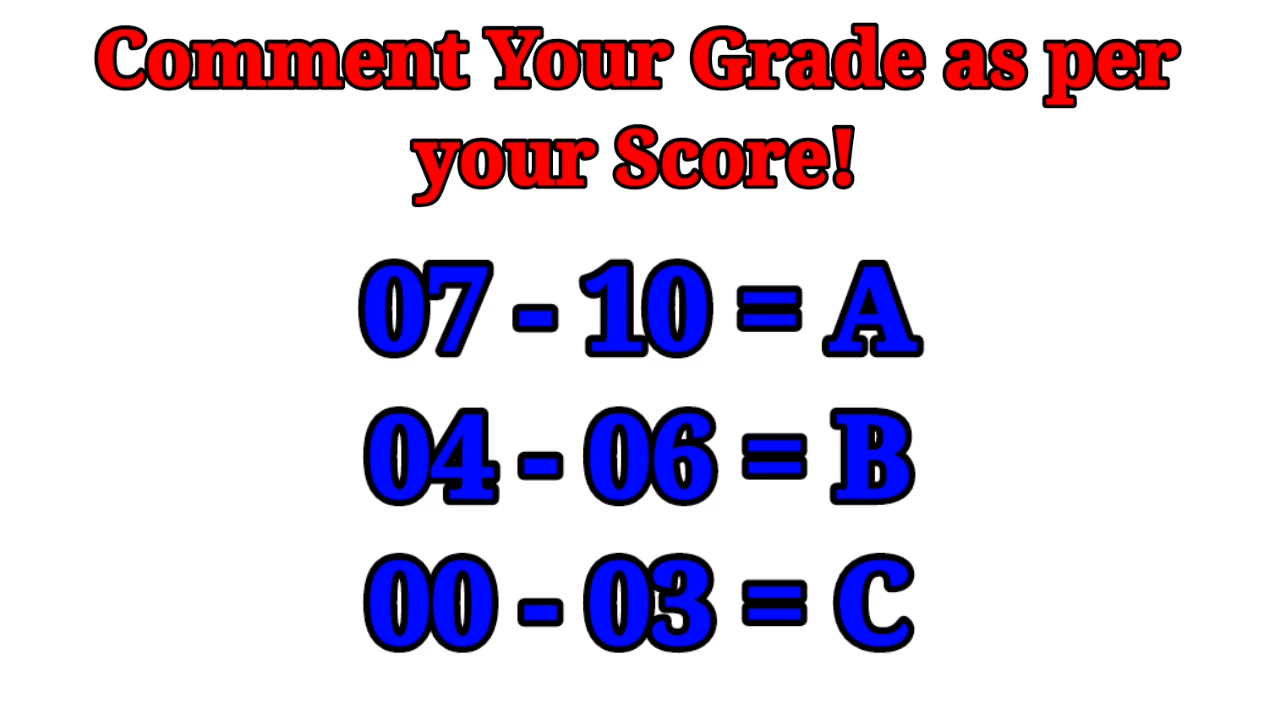 Comment Your Grade as per
your Score!
07 - 10 = A
04 - 06 = B
00 - 03 = C